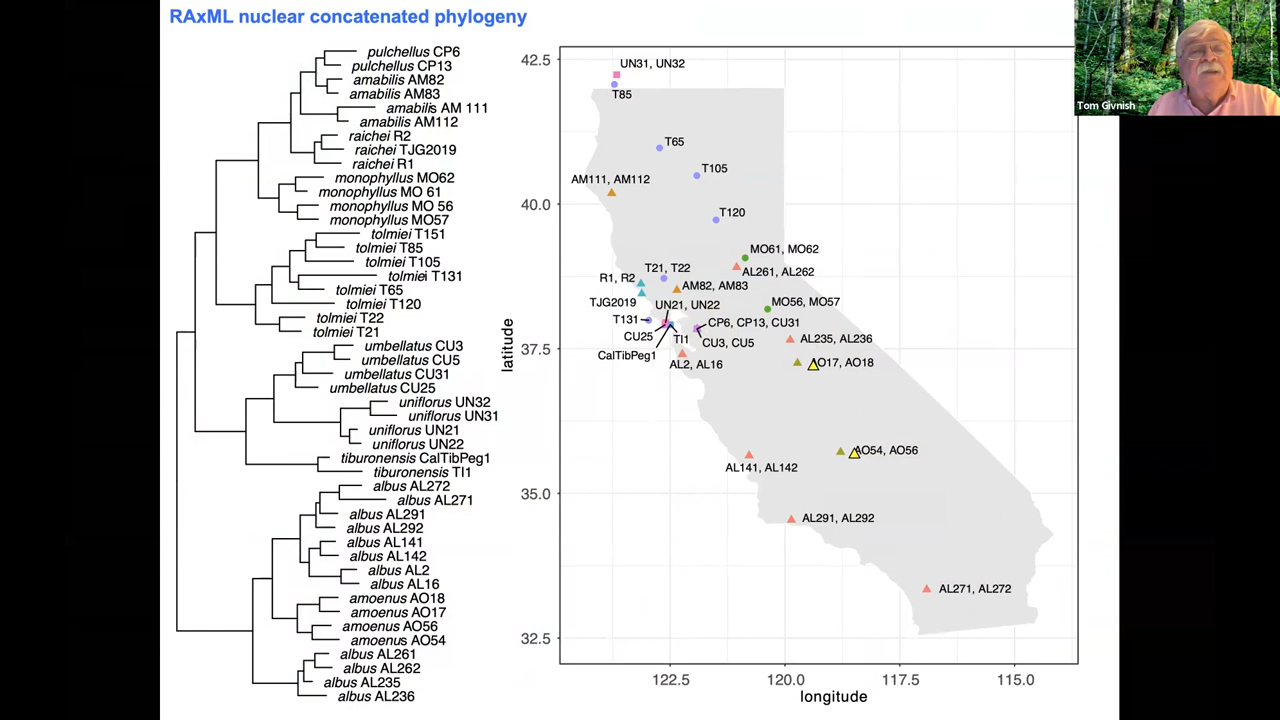 RAxML nuclear concatenated phylogeny
pulchellus CP6
pulchellus CP13
amabilis AM82
amabilis AM83
amabilis AM 111
amabilis AM112
raichei R2
raichei TJG2019
raichei R1
monophyllus MO62
monophyllus MO 61
monophyllus MO 56
monophyllus MO57
tolmiei T151
tolmiei T85
tolmiei T105
tolmiei T131
tolmiei T65
tolmiei T120
tolmiei T22
tolmiei T21
umbellatus CU3
umbellatus CU5
umbellatus CU31
umbellatus CU25
uniflorus UN32
uniflorus UN31
uniflorus UN21
uniflorus UN22
tiburonensis CalTibPeg1
tiburonensis TI1
albus AL272
albus AL271
albus AL291
albus AL292
albus AL141
albus AL142
albus AL2
albus AL16
amoenus AO18
amoenus AO17
amoenus AO56
amoenus AO54
albus AL261
albus AL262
albus AL235
albus AL236
latitude
42.5
40.0
37.5
35.0
32.5
UN31, UN32
T85
T65
T105
AM111, AM112
T120
MO61, MO62
T21, T22
AL261, AL262
R1, R2
AM82, AM83
TJG2019
UN21, UN22
MO56, MO57
T131
CP6, CP13, CU31
CU25
TI1
CU3, CU5
AL235, AL236
CalTibPeg1
AL2, AL16
AO17, AO18
AO54, AO56
AL141, AL142
AL291, AL292
AL271, AL272
122.5
120.0
117.5
115.0
longitude
Tom Givnish